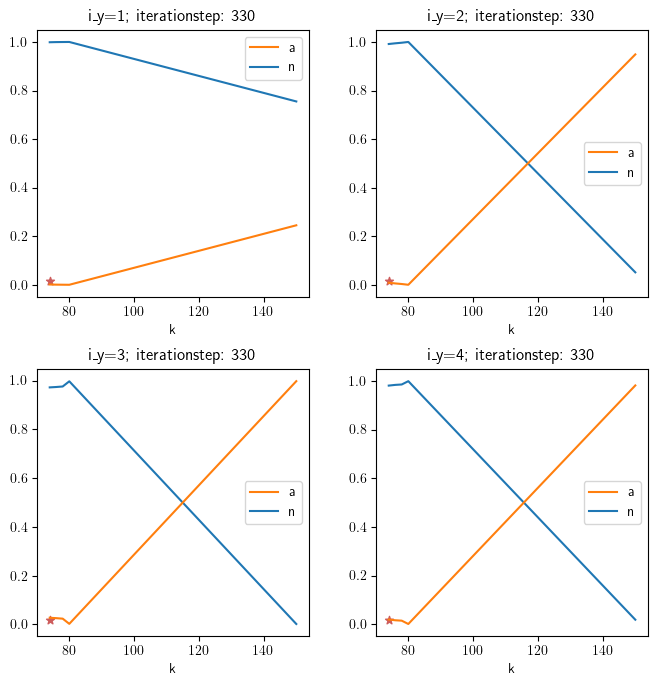 i_y=1; iterationstep: 330
1.0
0.8
0.6
0.4
0.2
0.0
a
n
80 100 120 140
k
i_y=2; iterationstep: 330
1.0
0.8
0.6
0.4
0.2
0.0
a
n
80 100 120 140
k
i_y=3; iterationstep: 330
1.0
0.8
0.6
0.4
0.2
0.0
a
n
80 100 120 140
k
i_y=4; iterationstep: 330
1.0
0.8
0.6
0.4
0.2
0.0
a
n
80 100 120 140
k